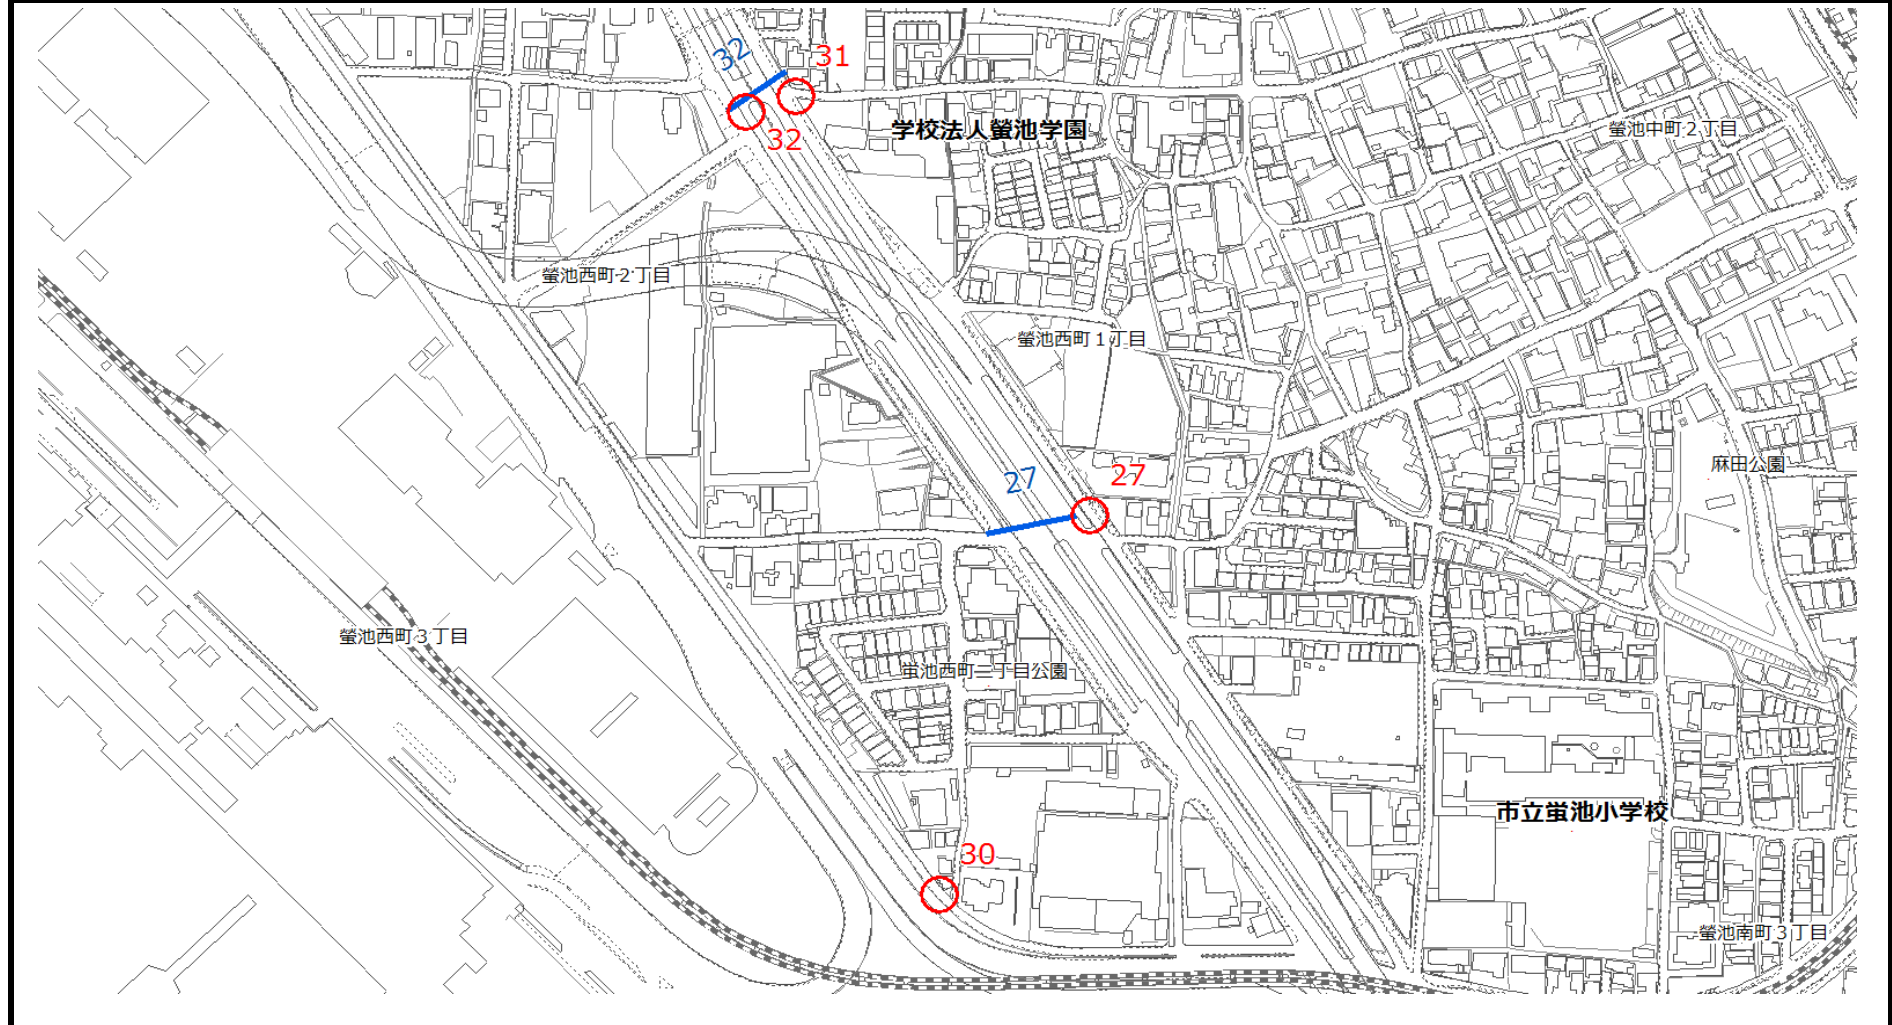 32
31
32
学校法人螢池学園
螢池中町２丁目
螢池西町２丁目
螢池西町１丁目
27
27
麻田公園
螢池西町３丁目
蛍池西町二丁目公園
市立蛍池小学校
30
螢池南町３丁目